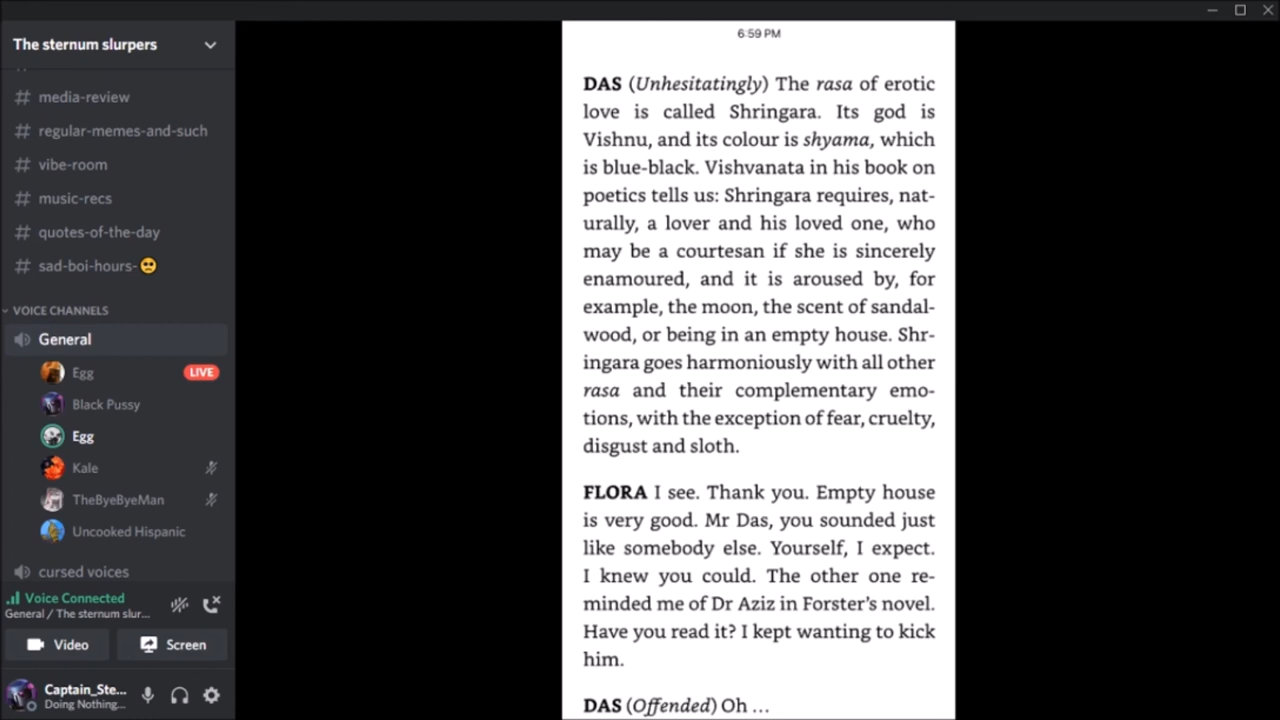 The sternum slurpers
# media-review
# regular-memes-and-such
# vibe-room
# music-recs
# quotes-of-the-day
# sad-boi-hours-🥺
VOICE CHANNELS
General
Egg LIVE
Black Pussy
Egg
Kale
TheByeByeMan
Uncooked Hispanic
cursed voices
Voice Connected
General / The sternum slur...
Video Screen
Captain_Ste...
Doing Nothing...
6:59 PM
DAS (Unhesitatingly) The rasa of erotic
love is called Shringara. Its god is
Vishnu, and its colour is shyama, which
is blue-black. Vishvanata in his book on
poetics tells us: Shringara requires, nat-
urally, a lover and his loved one, who
may be a courtesan if she is sincerely
enamoured, and it is aroused by, for
example, the moon, the scent of sandal-
wood, or being in an empty house. Shr-
ingara goes harmoniously with all other
rasa and their complementary emo-
tions, with the exception of fear, cruelty,
disgust and sloth.
FLORA I see. Thank you. Empty house
is very good. Mr Das, you sounded just
like somebody else. Yourself, I expect.
I knew you could. The other one re-
minded me of Dr Aziz in Forster's novel.
Have you read it? I kept wanting to kick
him.
DAS (Offended) Oh ...